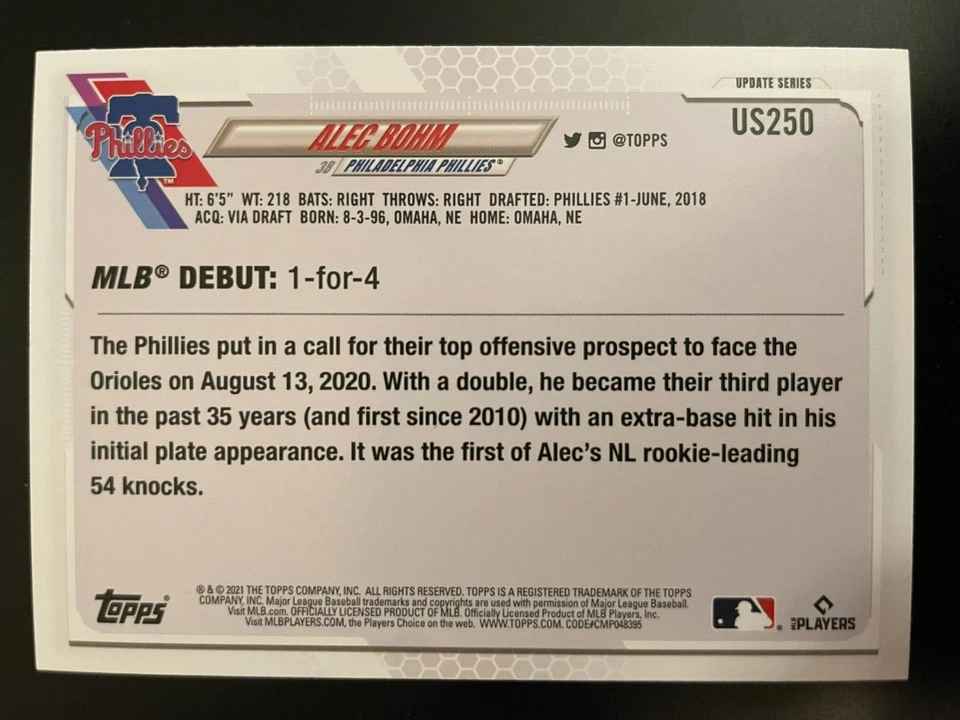 UPDATE SERIES
US250
Phillies
TM
ALEC BOHM
@TOPPS
3B PHILADELPHIA PHILLIES®
HT: 6'5" WT: 218 BATS: RIGHT THROWS: RIGHT DRAFTED: PHILLIES #1-JUNE, 2018
ACQ: VIA DRAFT BORN: 8-3-96, OMAHA, NE HOME: OMAHA, NE
MLB® DEBUT: 1-for-4
The Phillies put in a call for their top offensive prospect to face the
Orioles on August 13, 2020. With a double, he became their third player
in the past 35 years (and first since 2010) with an extra-base hit in his
initial plate appearance. It was the first of Alec's NL rookie-leading
54 knocks.
Topps®
® & © 2021 THE TOPPS COMPANY, INC. ALL RIGHTS RESERVED. TOPPS IS A REGISTERED TRADEMARK OF THE TOPPS
COMPANY, INC. Major League Baseball trademarks and copyrights are used with permission of Major League Baseball.
Visit MLB.com. OFFICIALLY LICENSED PRODUCT OF MLB. Officially Licensed Product of MLB Players, Inc.
Visit MLBPLAYERS.COM, the Players Choice on the web. WWW.TOPPS.COM. CODE#CMP048395
MLB PLAYERS